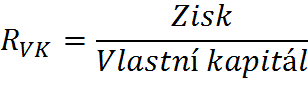 R_VK = Zisk / Vlastní kapitál